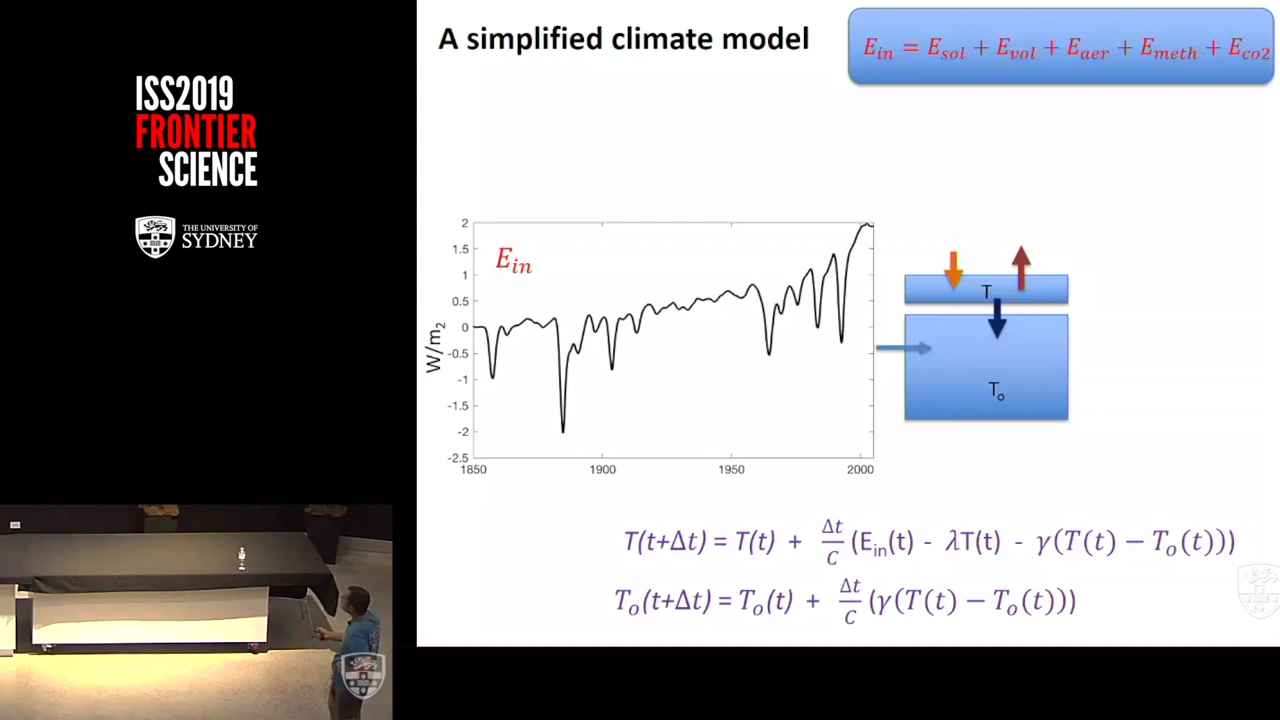 ISS2019
FRONTIER
SCIENCE
THE UNIVERSITY OF
SYDNEY
A simplified climate model
E_in = E_sol + E_vol + E_aer + E_meth + E_co2
E_in
W/m_2
2
1.5
1
0.5
0
-0.5
-1
-1.5
-2
-2.5
1850
1900
1950
2000
T
T_o
T(t+Δt) = T(t) + Δt/C (E_in(t) - λT(t) - γ(T(t) − T_o(t)))
T_o(t+Δt) = T_o(t) + Δt/C (γ(T(t) − T_o(t)))